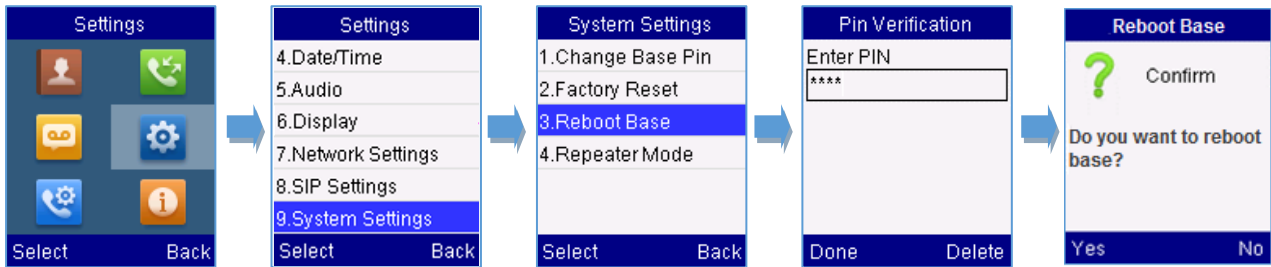 Settings
Select Back
Settings
4.Date/Time
5.Audio
6.Display
7.Network Settings
8.SIP Settings
9.System Settings
Select Back
System Settings
1.Change Base Pin
2.Factory Reset
3.Reboot Base
4.Repeater Mode
Select Back
Pin Verification
Enter PIN
****
Done Delete
Reboot Base
Confirm
Do you want to reboot
base?
Yes No